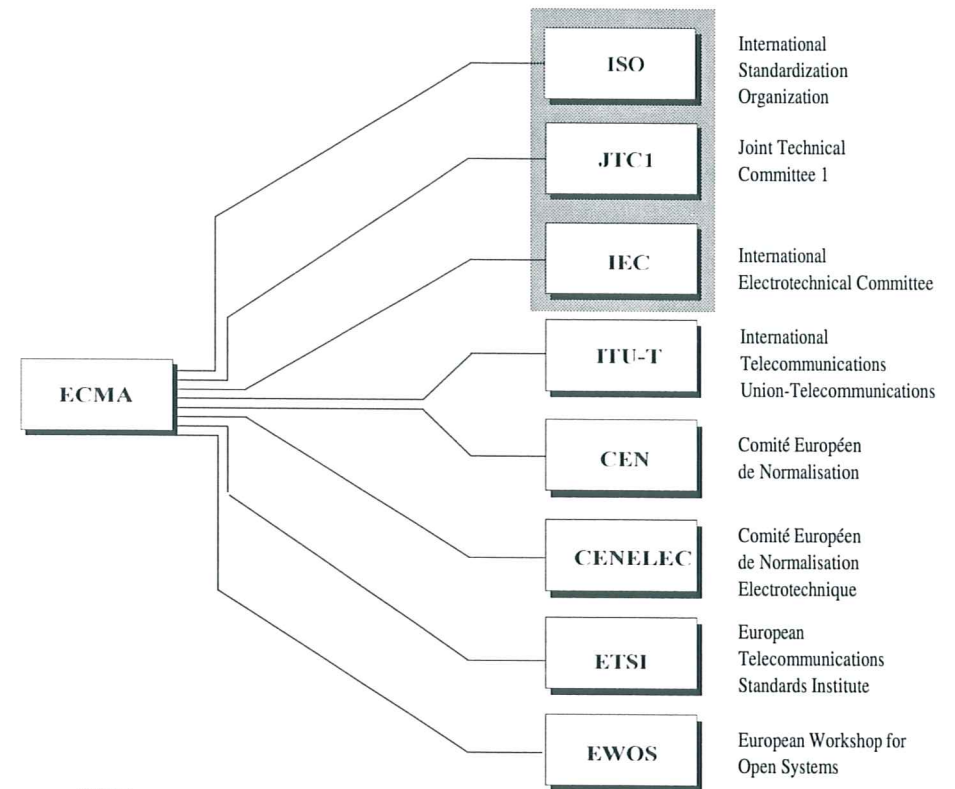 ISO
International
Standardization
Organization
JTC1
Joint Technical
Committee 1
IEC
International
Electrotechnical Committee
ECMA
ITU-T
International
Telecommunications
Union-Telecommunications
CEN
Comité Européen
de Normalisation
CENELEC
Comité Européen
de Normalisation
Electrotechnique
ETSI
European
Telecommunications
Standards Institute
EWOS
European Workshop for
Open Systems